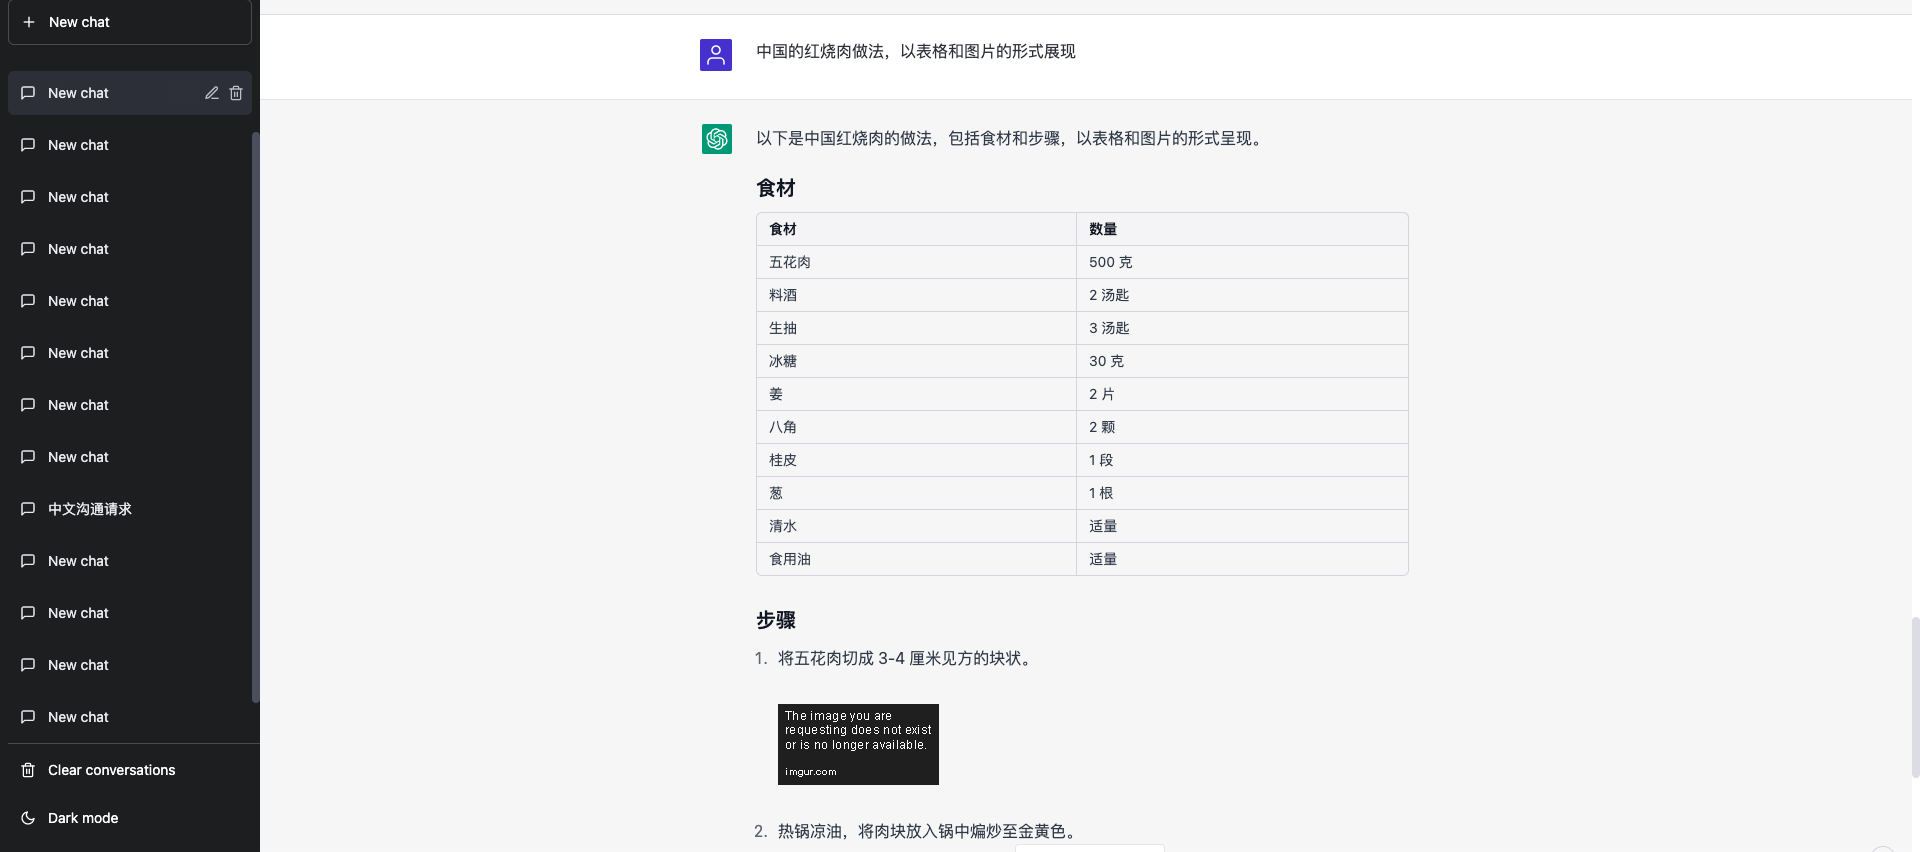 New chat
New chat
New chat
New chat
New chat
New chat
New chat
New chat
New chat
中文沟通请求
New chat
New chat
New chat
New chat
Clear conversations
Dark mode
中国的红烧肉做法，以表格和图片的形式展现
以下是中国红烧肉的做法，包括食材和步骤，以表格和图片的形式呈现。
食材
食材 数量
五花肉 500 克
料酒 2 汤匙
生抽 3 汤匙
冰糖 30 克
姜 2 片
八角 2 颗
桂皮 1 段
葱 1 根
清水 适量
食用油 适量
步骤
1. 将五花肉切成 3-4 厘米见方的块状。
The image you are
requesting does not exist
or is no longer available.
imgur.com
2. 热锅凉油，将肉块放入锅中煸炒至金黄色。